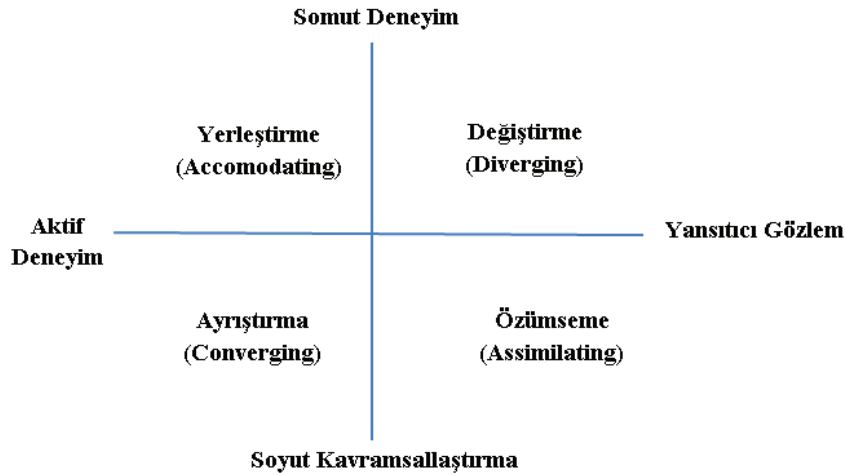 Somut Deneyim
Yerleştirme
(Accomodating)
Değiştirme
(Diverging)
Aktif
Deneyim
Yansıtıcı Gözlem
Ayrıştırma
(Converging)
Özümseme
(Assimilating)
Soyut Kavramsallaştırma